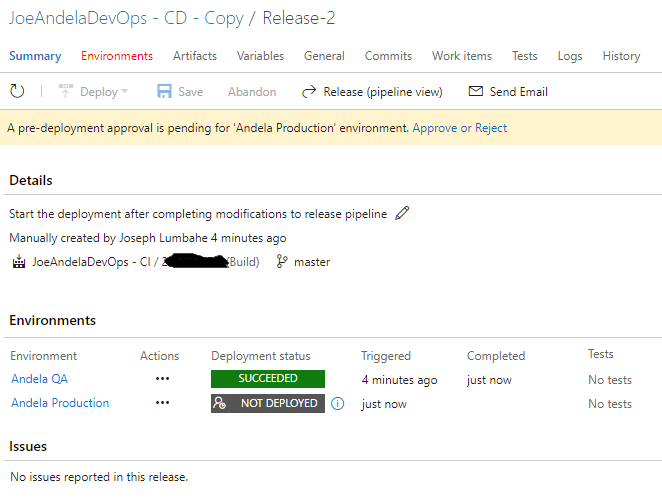 JoeAndelaDevOps - CD - Copy / Release-2
Summary Environments Artifacts Variables General Commits Work items Tests Logs History
Deploy Save Abandon Release (pipeline view) Send Email
A pre-deployment approval is pending for 'Andela Production' environment. Approve or Reject
Details
Start the deployment after completing modifications to release pipeline
Manually created by Joseph Lumbahe 4 minutes ago
JoeAndelaDevOps - CI / 2 (Build) master
Environments
Environment Actions Deployment status Triggered Completed Tests
Andela QA ••• SUCCEEDED 4 minutes ago just now No tests
Andela Production ••• NOT DEPLOYED just now No tests
Issues
No issues reported in this release.